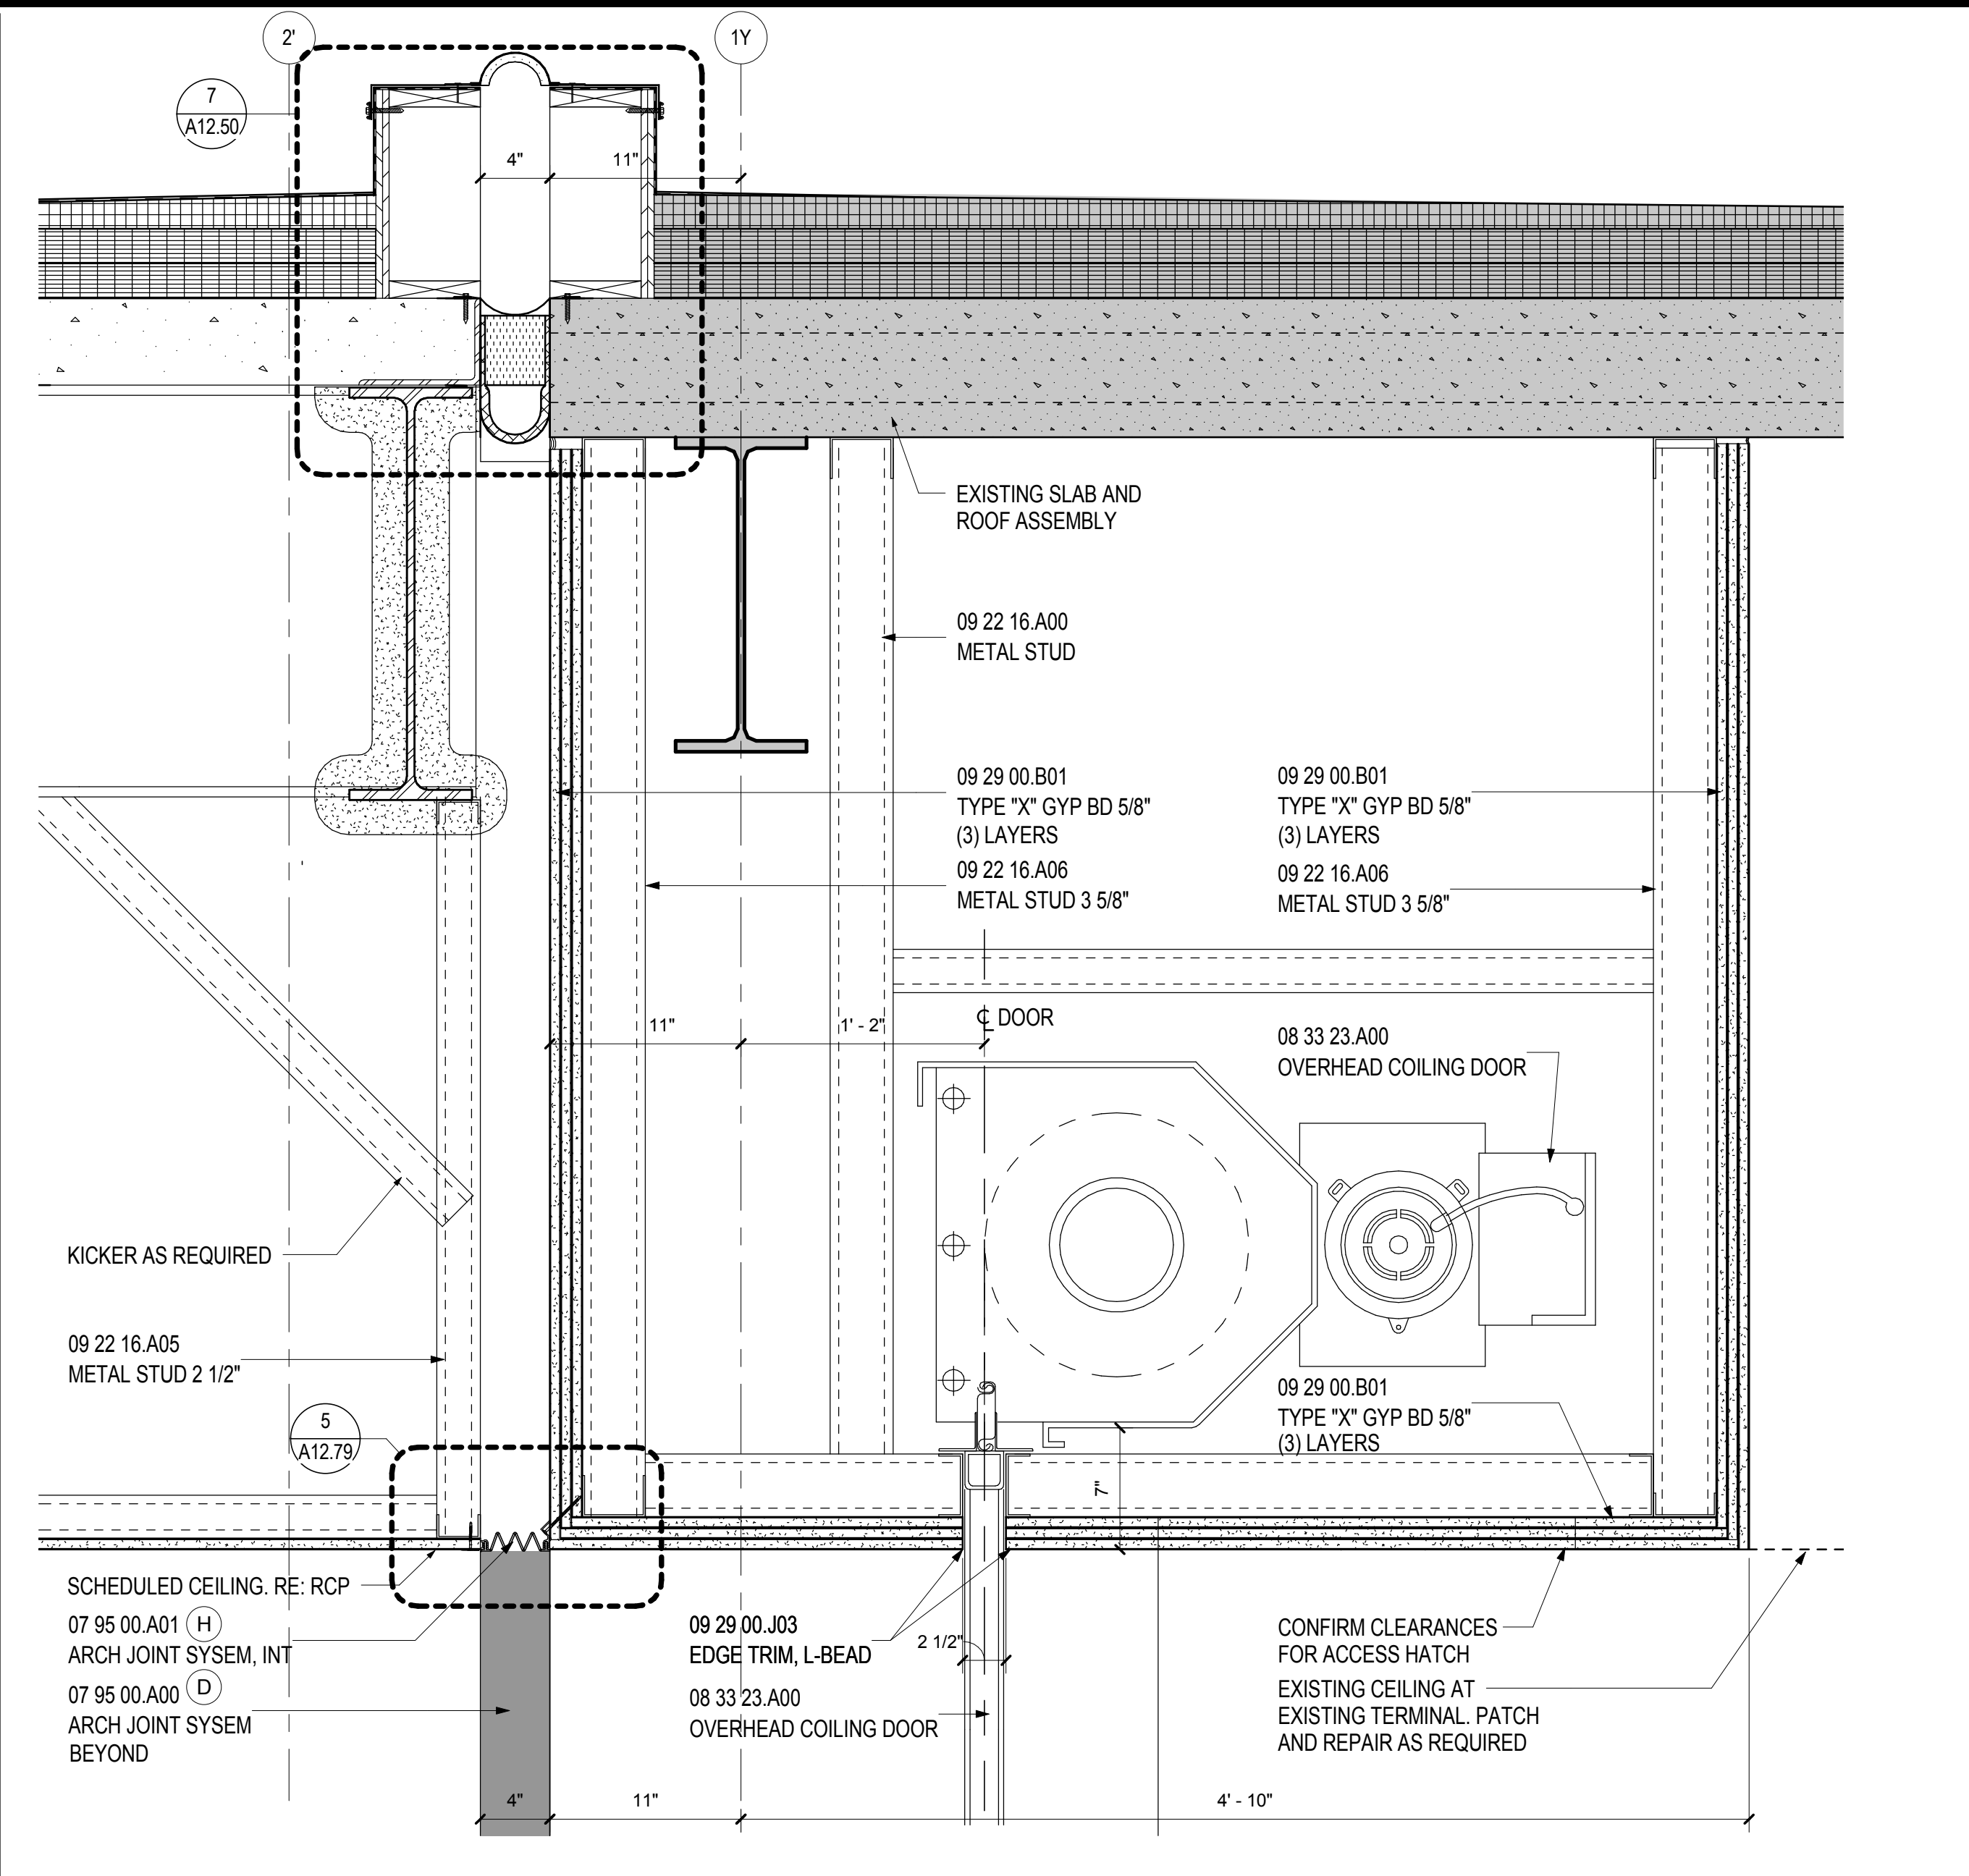 2'
1Y
7
A12.50
4"
11"
EXISTING SLAB AND
ROOF ASSEMBLY
09 22 16.A00
METAL STUD
09 29 00.B01
TYPE "X" GYP BD 5/8"
(3) LAYERS
09 22 16.A06
METAL STUD 3 5/8"
09 29 00.B01
TYPE "X" GYP BD 5/8"
(3) LAYERS
09 22 16.A06
METAL STUD 3 5/8"
11"
1' - 2"
℄ DOOR
08 33 23.A00
OVERHEAD COILING DOOR
KICKER AS REQUIRED
09 22 16.A05
METAL STUD 2 1/2"
5
A12.79
09 29 00.B01
TYPE "X" GYP BD 5/8"
(3) LAYERS
7"
SCHEDULED CEILING. RE: RCP
07 95 00.A01 H
ARCH JOINT SYSEM, INT
07 95 00.A00 D
ARCH JOINT SYSEM
BEYOND
09 29 00.J03
EDGE TRIM, L-BEAD
2 1/2"
08 33 23.A00
OVERHEAD COILING DOOR
CONFIRM CLEARANCES
FOR ACCESS HATCH
EXISTING CEILING AT
EXISTING TERMINAL. PATCH
AND REPAIR AS REQUIRED
4"
11"
4' - 10"